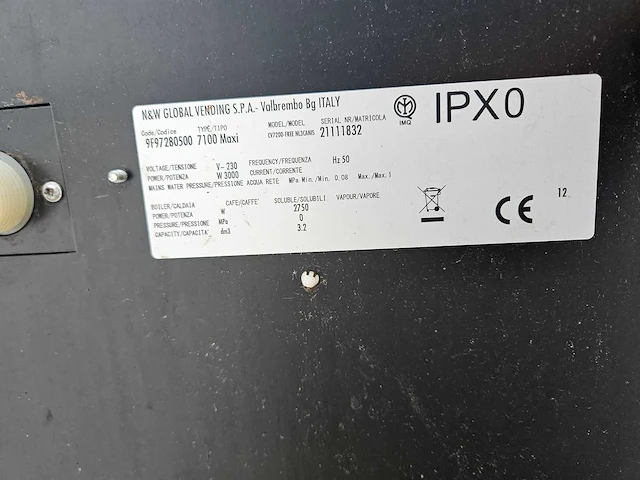 N&W GLOBAL VENDING S.P.A.- Valbrembo Bg ITALY
Code/Codice TYPE/TIPO MODEL/MODEL SERIAL NR/MATRICOLA
9F97280500 7100 Maxi CV7200-FREE NL3CANIS 21111832
IMQ
IPX0
VOLTAGE/TENSIONE V~230 FREQUENCY/FREQUENZA Hz 50
POWER/POTENZA W 3000 CURRENT/CORRENTE
MAINS WATER PRESSURE/PRESSIONE ACQUA RETE MPa Min./Min. 0,08 Max./Max.1
BOILER/CALDAIA CAFE/CAFFE' SOLUBLE/SOLUBILI VAPOUR/VAPORE
POWER/POTENZA W 2750
PRESSURE/PRESSIONE MPa 0
CAPACITY/CAPACITA dm3 3.2
CE
12